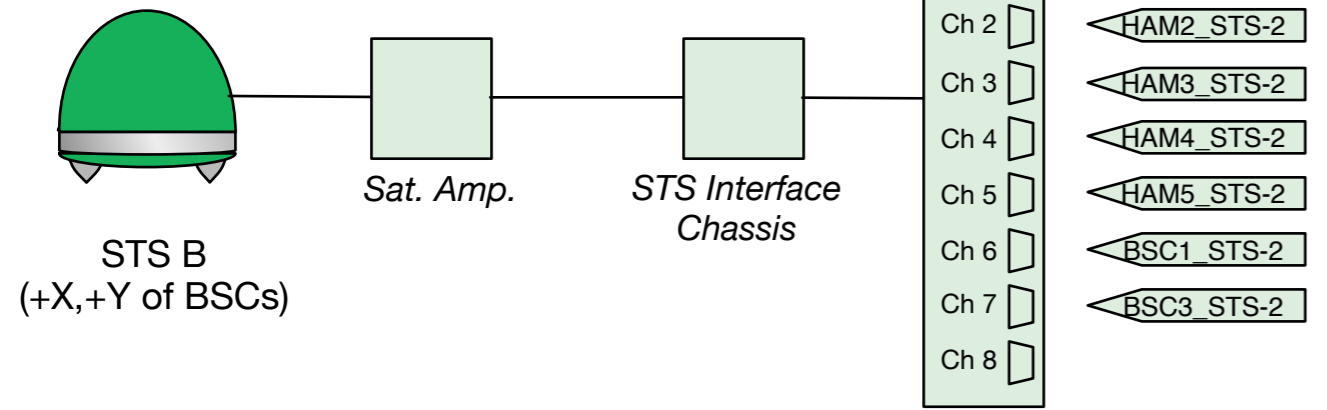 Ch 2 HAM2_STS-2
Ch 3 HAM3_STS-2
Ch 4 HAM4_STS-2
Ch 5 HAM5_STS-2
Ch 6 BSC1_STS-2
Ch 7 BSC3_STS-2
Ch 8
Sat. Amp.
STS Interface
Chassis
STS B
(+X,+Y of BSCs)